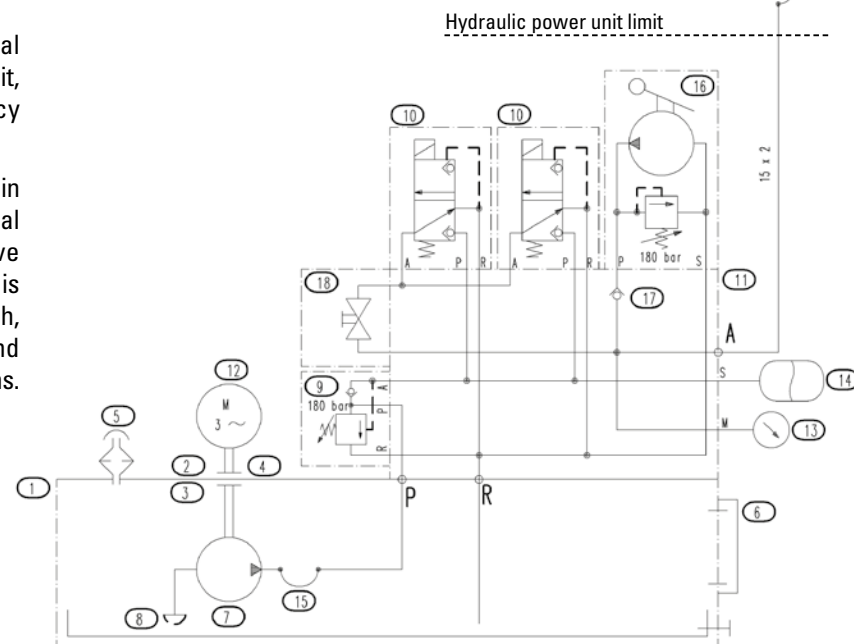 Hydraulic power unit limit
al
it,
cy
in
al
ve
is
h,
nd
ns.
10
10
16
15 x 2
180 bar
A
P
R
A
P
R
P
S
18
17
11
A
12
M
3 ~
9
180 bar
A
P
R
S
14
M
13
5
2
4
1
3
P
R
6
15
8
7